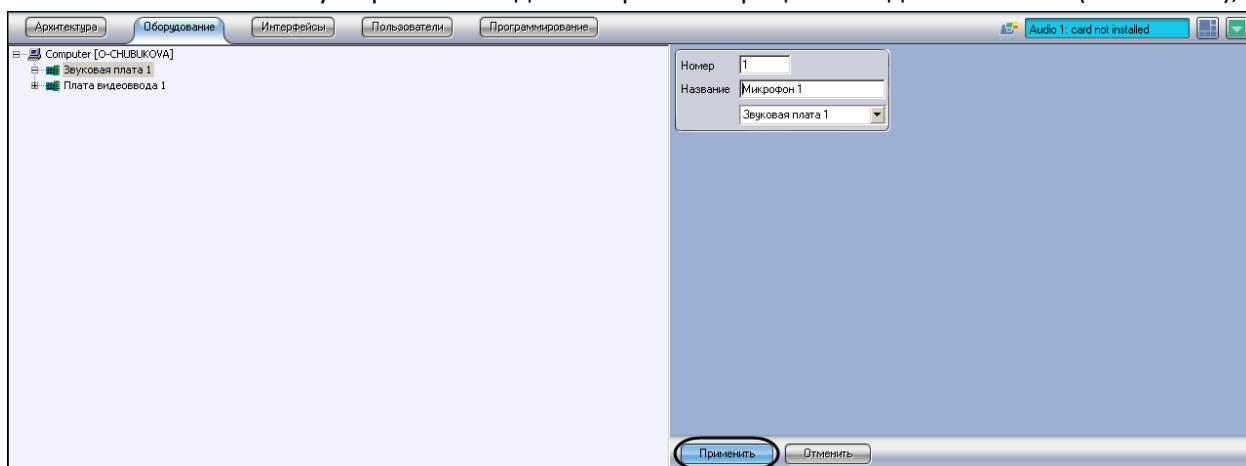 Архитектура Оборудование Интерфейсы Пользователи Программирование Audio 1: card not installed
Computer [O-CHUBUKOVA]
Звуковая плата 1
Плата видеоввода 1
Номер 1
Название Микрофон 1
Звуковая плата 1
Применить Отменить